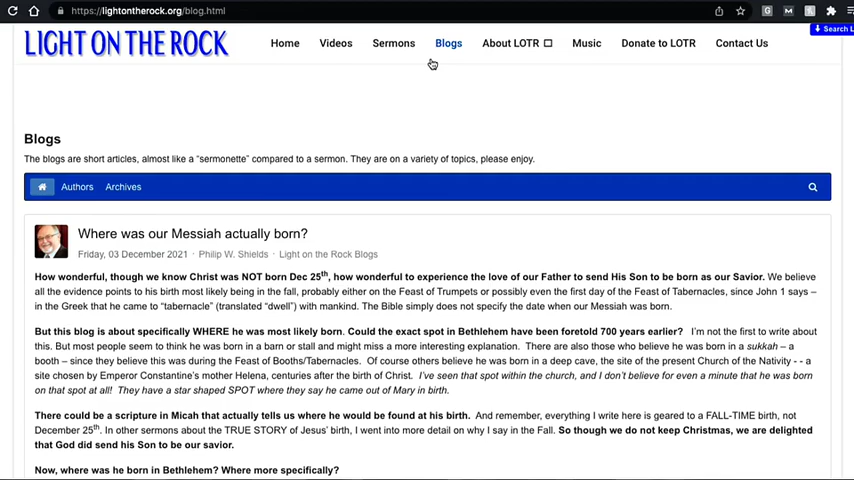 https://lightontherock.org/blog.html
Search L
LIGHT ON THE ROCK
Home Videos Sermons Blogs About LOTR Music Donate to LOTR Contact Us
Blogs
The blogs are short articles, almost like a “sermonette” compared to a sermon. They are on a variety of topics, please enjoy.
Authors Archives
Where was our Messiah actually born?
Friday, 03 December 2021 · Philip W. Shields · Light on the Rock Blogs
How wonderful, though we know Christ was NOT born Dec 25th, how wonderful to experience the love of our Father to send His Son to be born as our Savior. We believe
all the evidence points to his birth most likely being in the fall, probably either on the Feast of Trumpets or possibly even the first day of the Feast of Tabernacles, since John 1 says –
in the Greek that he came to “tabernacle” (translated “dwell”) with mankind. The Bible simply does not specify the date when our Messiah was born.
But this blog is about specifically WHERE he was most likely born. Could the exact spot in Bethlehem have been foretold 700 years earlier? I’m not the first to write about
this. But most people seem to think he was born in a barn or stall and might miss a more interesting explanation. There are also those who believe he was born in a sukkah – a
booth – since they believe this was during the Feast of Booths/Tabernacles. Of course others believe he was born in a deep cave, the site of the present Church of the Nativity - - a
site chosen by Emperor Constantine’s mother Helena, centuries after the birth of Christ. I’ve seen that spot within the church, and I don’t believe for even a minute that he was born
on that spot at all! They have a star shaped SPOT where they say he came out of Mary in birth.
There could be a scripture in Micah that actually tells us where he would be found at his birth. And remember, everything I write here is geared to a FALL-TIME birth, not
December 25th. In other sermons about the TRUE STORY of Jesus’ birth, I went into more detail on why I say in the Fall. So though we do not keep Christmas, we are delighted
that God did send his Son to be our savior.
Now, where was he born in Bethlehem? Where more specifically?